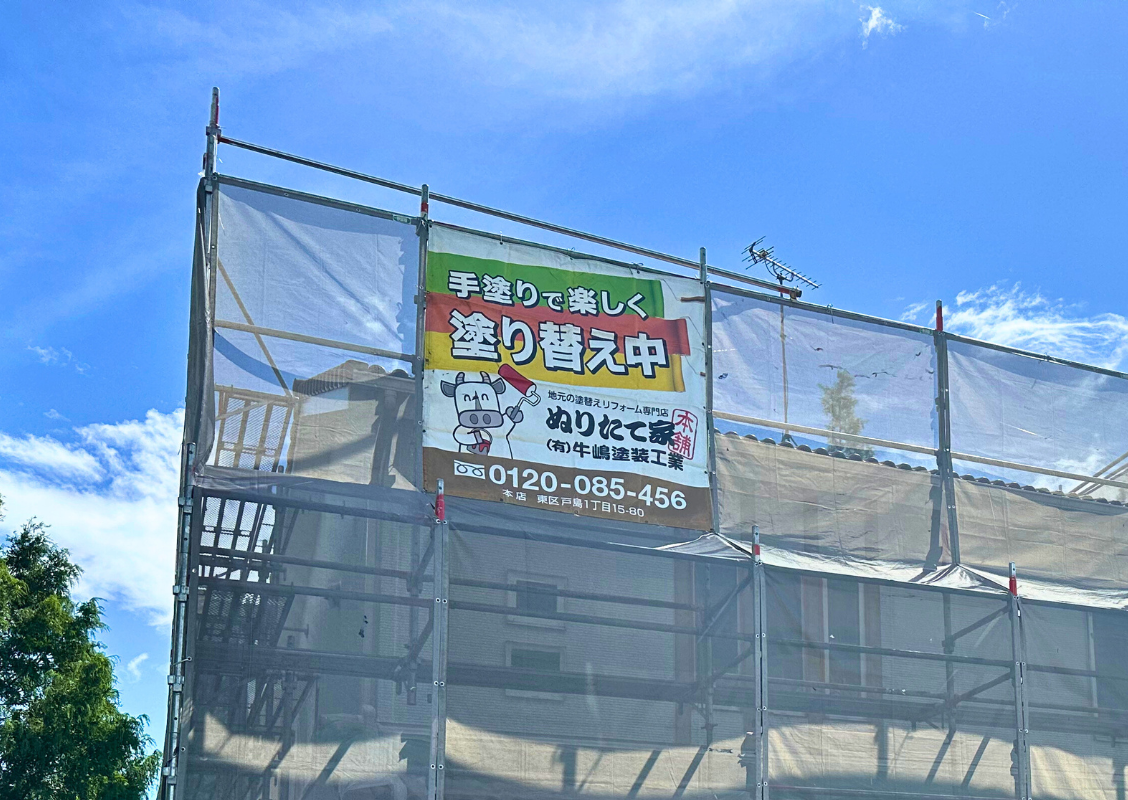 手塗りで楽しく
塗り替え中
地元の塗替えリフォーム専門店
ぬりたて家本舗
(有)牛嶋塗装工業
0120-085-456
本店 東区戸島1丁目15-80